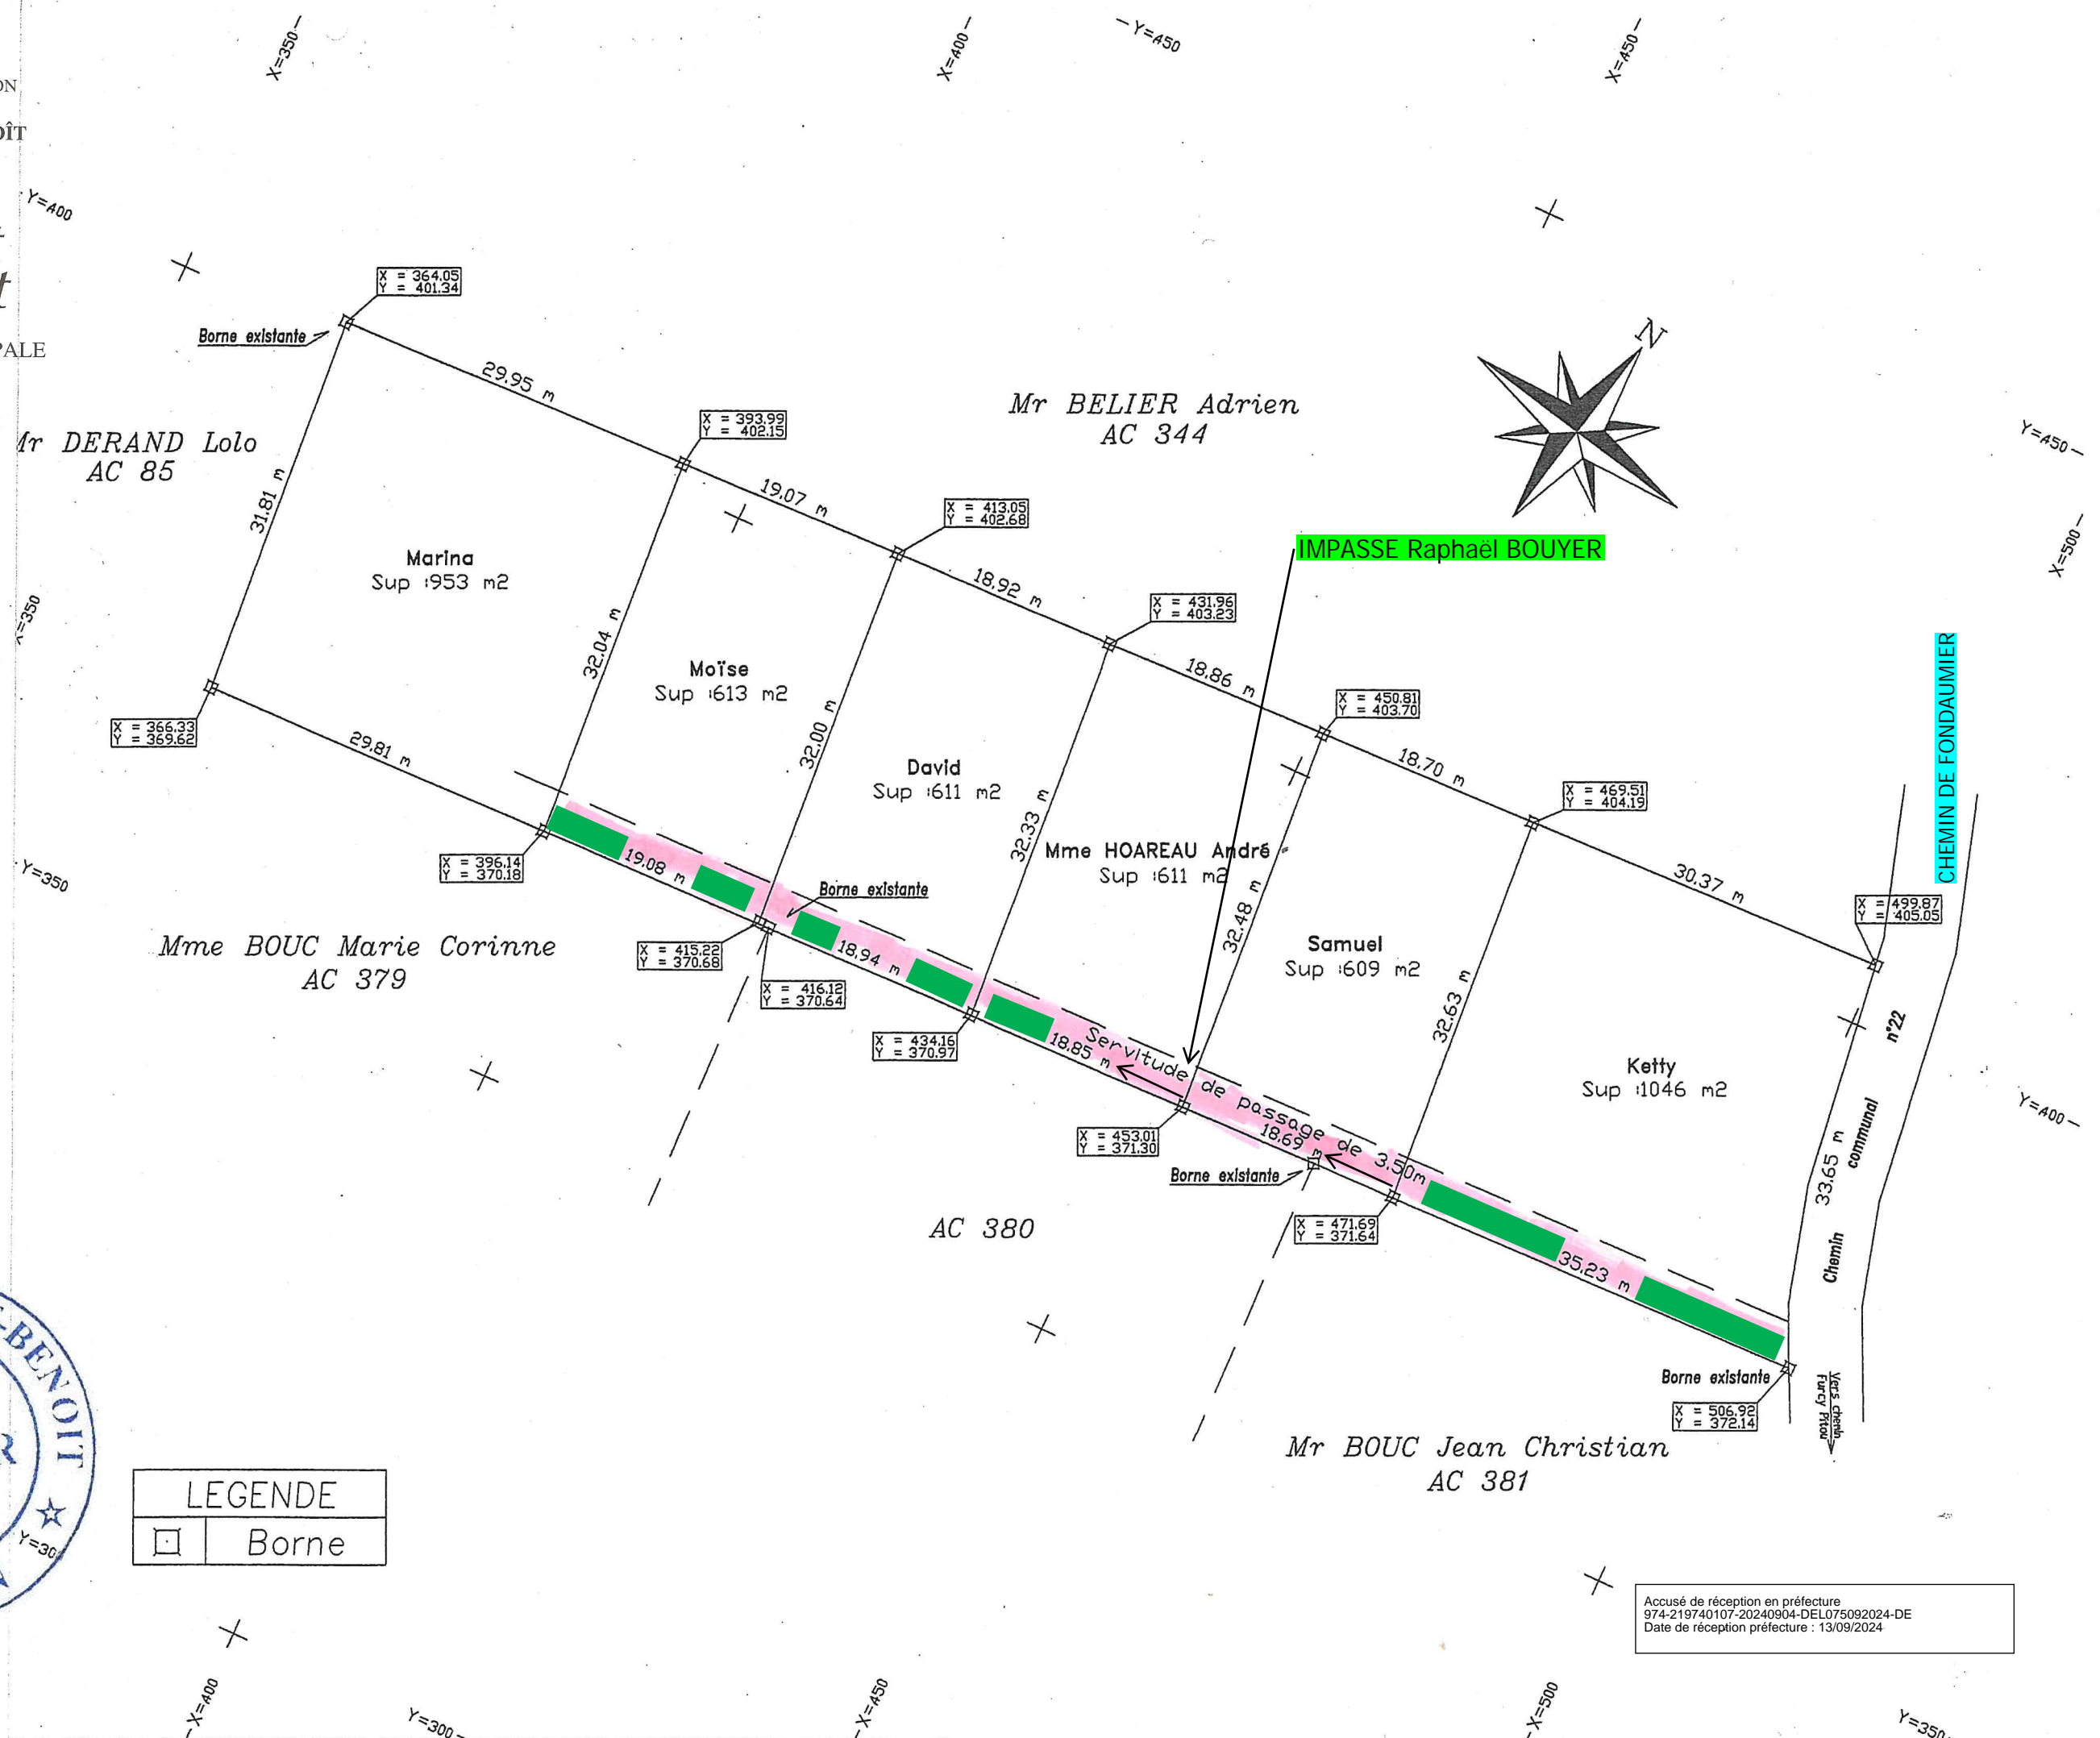 X=350
X=400
Y=450
X=450
ON
OÎT
Y=400
PALE
X = 364.05
Y = 401.34
Borne existante
29.95 m
Mr BELIER Adrien
AC 344
N
X = 393.99
Y = 402.15
Mr DERAND Lolo
AC 85
31.81 m
19.07 m
X = 413.05
Y = 402.68
Y=450
X=500
IMPASSE Raphaël BOUYER
Marina
Sup :953 m2
18.92 m
X = 431.96
Y = 403.23
X=350
32.04 m
Moïse
Sup :613 m2
18.86 m
X = 450.81
Y = 403.70
CHEMIN DE FONDAUMIER
X = 366.33
Y = 369.62
29.81 m
32.00 m
David
Sup :611 m2
18.70 m
X = 469.51
Y = 404.19
32.33 m
Mme HOAREAU André
Sup :611 m2
Y=350
X = 396.14
Y = 370.18
19.08 m
Borne existante
32.48 m
30.37 m
X = 499.87
Y = 405.05
Mme BOUC Marie Corinne
AC 379
X = 415.22
Y = 370.68
18.94 m
X = 416.12
Y = 370.64
Samuel
Sup :609 m2
32.63 m
X = 434.16
Y = 370.97
18.85 m
Servitude de passage de 3.50m
Ketty
Sup :1046 m2
n°22
Chemin communal
33.65 m
Y=400
X = 453.01
Y = 371.30
18.69 m
Borne existante
AC 380
X = 471.69
Y = 371.64
35.23 m
Borne existante
X = 506.92
Y = 372.14
Vers chemin
Furcy Pitou
Mr BOUC Jean Christian
AC 381
BENOIT
R
LEGENDE
Borne
Y=300
Accusé de réception en préfecture
974-219740107-20240904-DEL075092024-DE
Date de réception préfecture : 13/09/2024
X=400
Y=300
X=450
X=500
Y=350